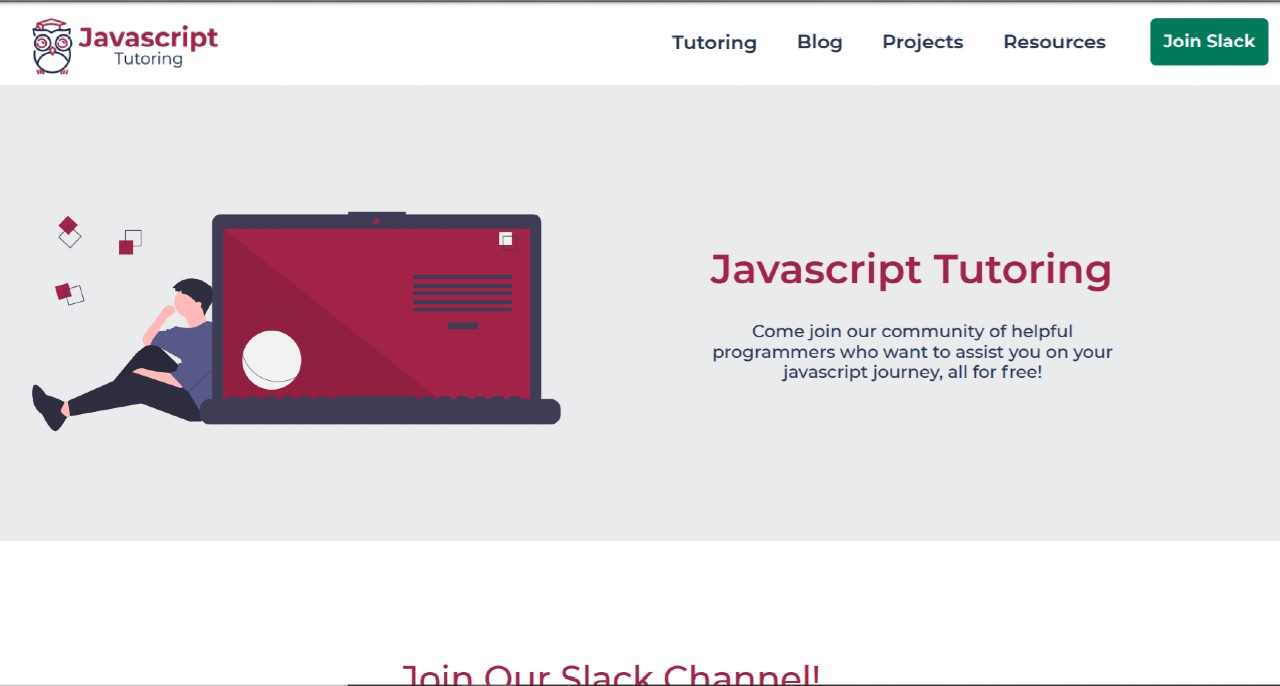 Javascript
Tutoring
Tutoring
Blog
Projects
Resources
Join Slack
Javascript Tutoring
Come join our community of helpful
programmers who want to assist you on your
javascript journey, all for free!
Join Our Slack Channel!